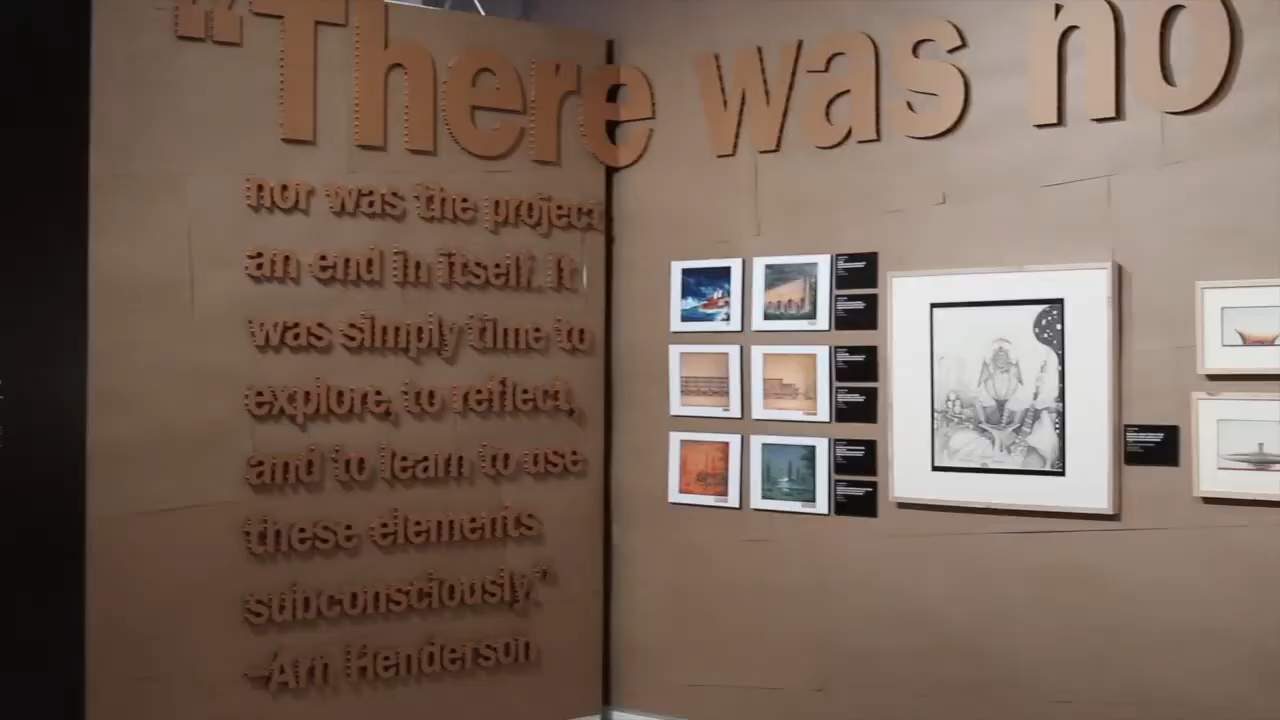 “There was no
nor was the project
an end in itself. It
was simply time to
explore, to reflect,
and to learn to use
these elements
subconsciously.”
–Arn Henderson